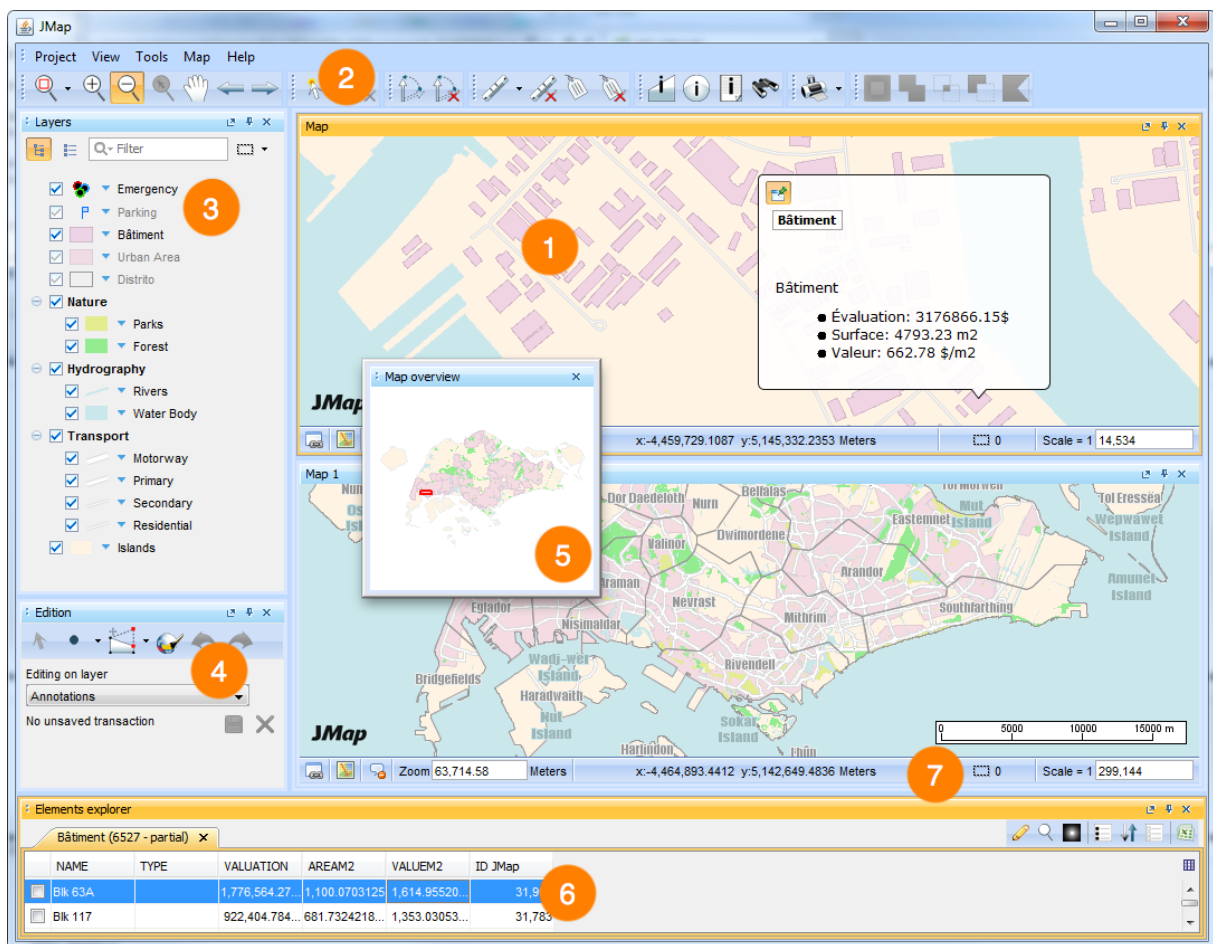 JMap
Project View Tools Map Help
2
Layers
Filter
Emergency
Parking
3
Bâtiment
Urban Area
Distrito
Nature
Parks
Forest
Hydrography
Rivers
Water Body
Transport
Motorway
Primary
Secondary
Residential
Islands
Edition
4
Editing on layer
Annotations
No unsaved transaction
Map
1
Bâtiment
Bâtiment
Évaluation: 3176866.15$
Surface: 4793.23 m2
Valeur: 662.78 $/m2
x:-4,459,729.1087 y:5,145,332.2353 Meters
0
Scale = 1 14,534
Map overview
5
Map 1
Dor Daedeloth
Nurn
Belfalas
Mut
Island
Eastemnet
Tol Eressëa
Wepwawet
Island
Dwimordene
Valinor
Arandor
Amunet
Island
Nevrast
Eglador
Nísimaldar
Mithrim
Southfarthing
Wadj-wer
Island
Rivendell
Bridgefields
Haradwaith
Nut
Island
Sokar
Island
Harlindon
JMap
0 5000 10000 15000 m
Zoom 63,714.58 Meters
x:-4,464,893.4412 y:5,142,649.4836 Meters
7
0
Scale = 1 299,144
Elements explorer
Bâtiment (6527 - partial)
NAME TYPE VALUATION AREAM2 VALUEM2 ID JMap
Blk 63A 1,776,564.27... 1,100.0703125 1,614.95520...
6
Blk 117 922,404.784... 681.7324218... 1,353.03053... 31,783